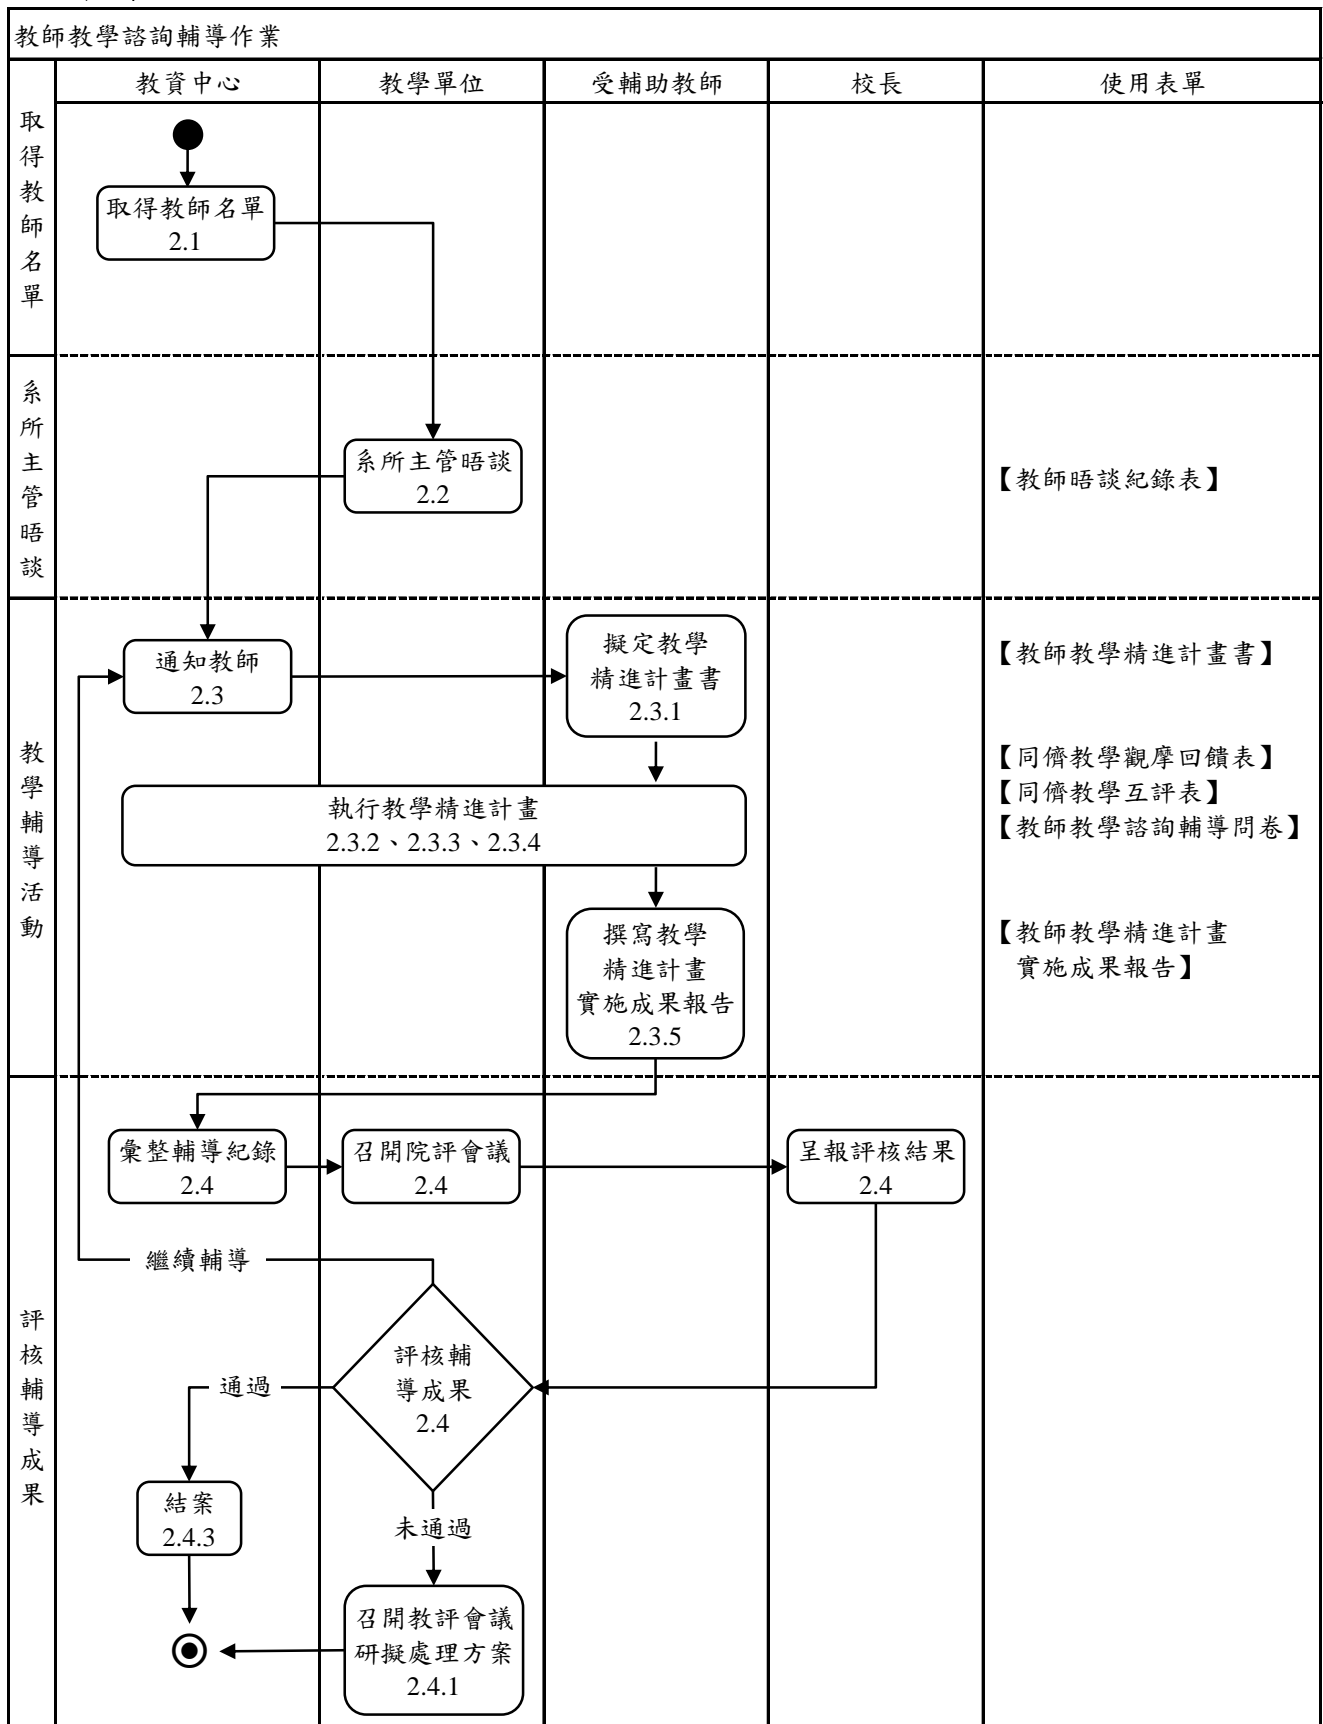 教師教學諮詢輔導作業
教資中心
教學單位
受輔助教師
校長
使用表單
取得教師名單
取得教師名單
2.1
系所主管晤談
系所主管晤談
2.2
【教師晤談紀錄表】
教學輔導活動
通知教師
2.3
擬定教學
精進計畫書
2.3.1
【教師教學精進計畫書】
執行教學精進計畫
2.3.2、2.3.3、2.3.4
【同儕教學觀摩回饋表】
【同儕教學互評表】
【教師教學諮詢輔導問卷】
撰寫教學
精進計畫
實施成果報告
2.3.5
【教師教學精進計畫
實施成果報告】
評核輔導成果
彙整輔導紀錄
2.4
召開院評會議
2.4
呈報評核結果
2.4
繼續輔導
評核輔
導成果
2.4
通過
結案
2.4.3
未通過
召開教評會議
研擬處理方案
2.4.1